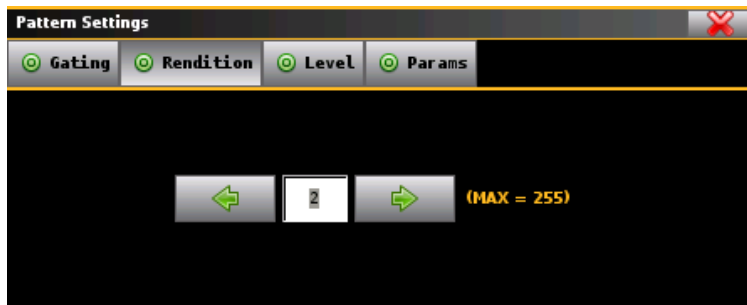 Pattern Settings
Gating Rendition Level Params
2 (MAX = 255)